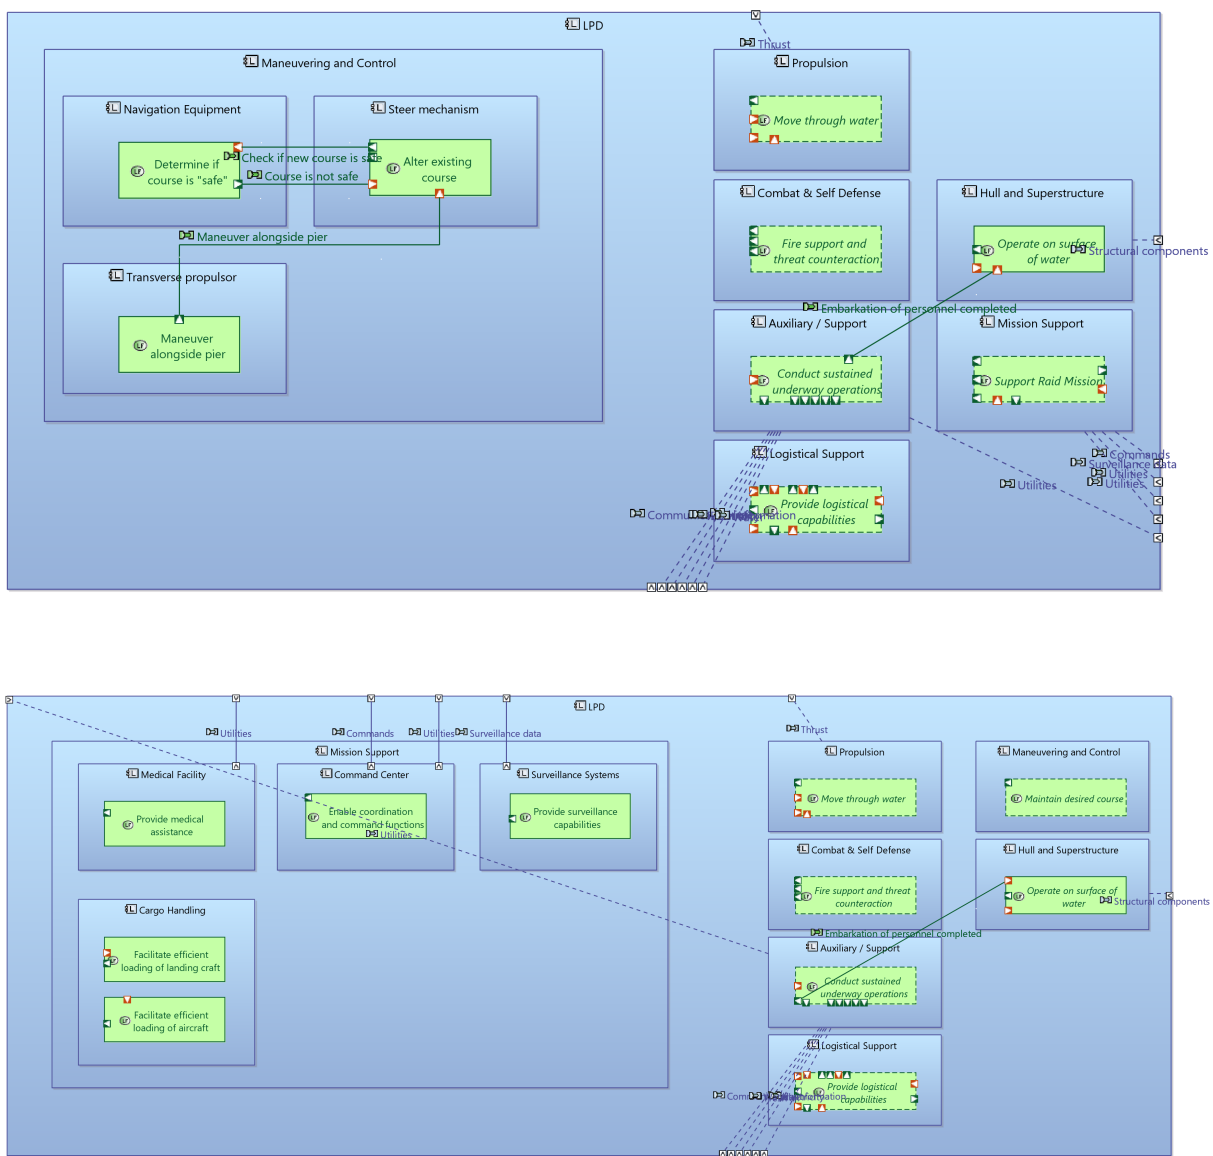 LPD
Thrust
Maneuvering and Control
Propulsion
Navigation Equipment
Steer mechanism
Move through water
Determine if
course is "safe"
Check if new course is safe
Course is not safe
Alter existing
course
Combat & Self Defense
Hull and Superstructure
Maneuver alongside pier
Fire support and
threat counteraction
Operate on surface
of water
Structural components
Transverse propulsor
Embarkation of personnel completed
Auxiliary / Support
Mission Support
Maneuver
alongside pier
Conduct sustained
underway operations
Support Raid Mission
Logistical Support
Commands
Surveillance data
Utilities
Utilities
Utilities
Provide logistical
capabilities
LPD
Utilities
Commands
Utilities
Surveillance data
Thrust
Mission Support
Propulsion
Maneuvering and Control
Medical Facility
Command Center
Surveillance Systems
Move through water
Maintain desired course
Provide medical
assistance
Enable coordination
and command functions
Provide surveillance
capabilities
Utilities
Combat & Self Defense
Hull and Superstructure
Fire support and threat
counteraction
Operate on surface of
water
Structural components
Cargo Handling
Embarkation of personnel completed
Auxiliary / Support
Facilitate efficient
loading of landing craft
Conduct sustained
underway operations
Facilitate efficient
loading of aircraft
Logistical Support
Provide logistical
capabilities